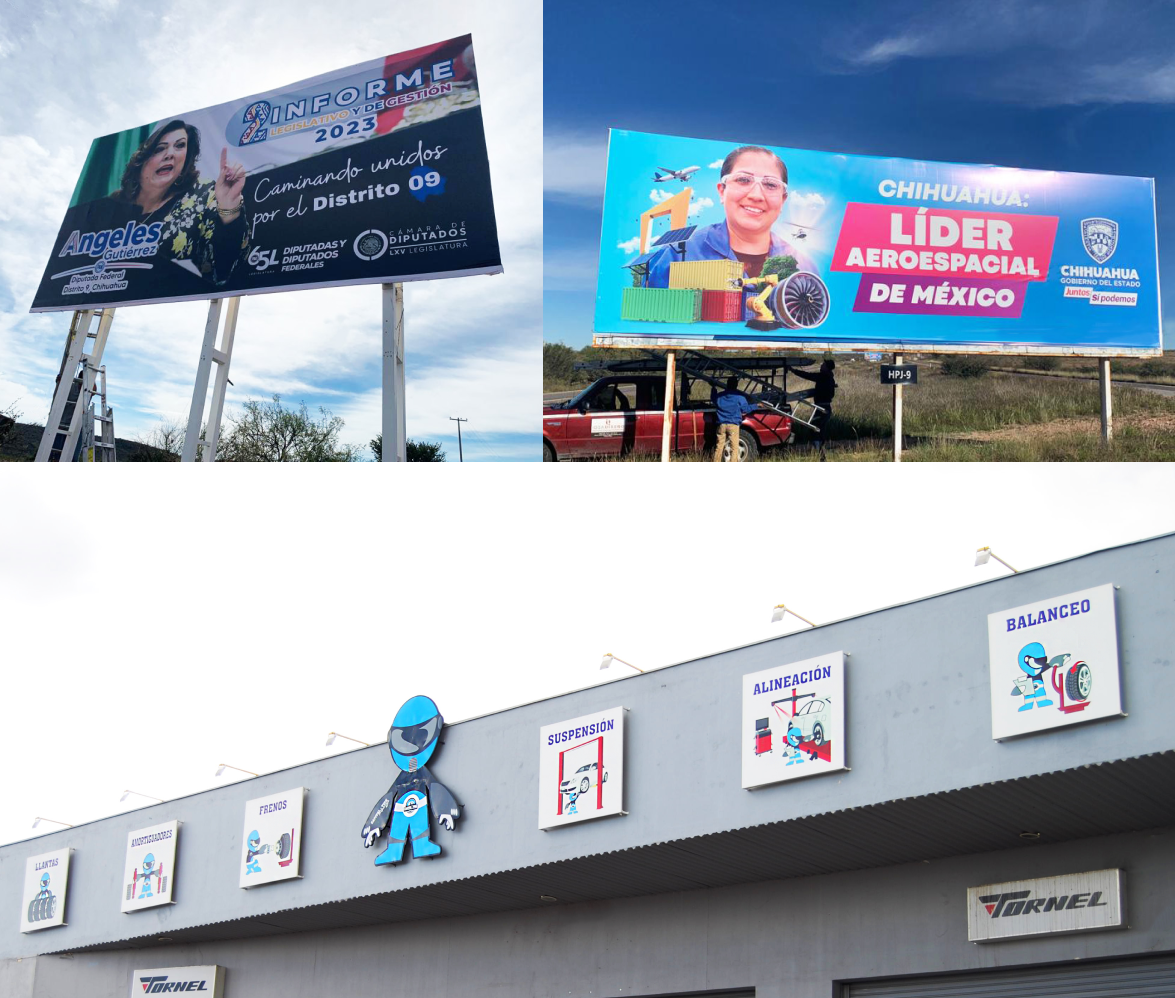 2 INFORME
LEGISLATIVO Y DE GESTIÓN
2023
Caminando unidos
por el Distrito 09
Angeles
Gutiérrez
Diputada Federal
Distrito 9, Chihuahua
65L
LEGISLATURA
DIPUTADAS Y
DIPUTADOS
FEDERALES
CÁMARA DE
DIPUTADOS
LXV LEGISLATURA
CHIHUAHUA:
LÍDER
AEROESPACIAL
DE MÉXICO
CHIHUAHUA
GOBIERNO DEL ESTADO
Juntos
Sí podemos
HPJ-9
LLANTAS
AMORTIGUADORES
FRENOS
SUSPENSIÓN
ALINEACIÓN
BALANCEO
TORNEL
TORNEL